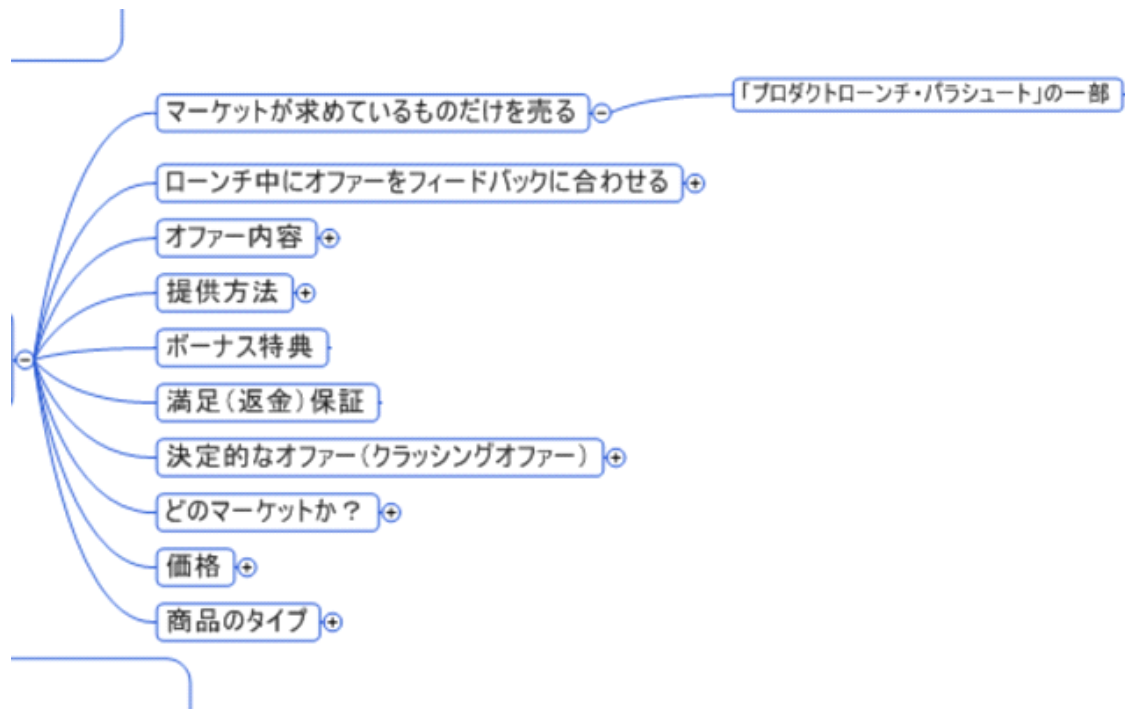 マーケットが求めているものだけを売る
「プロダクトローンチ・パラシュート」の一部
ローンチ中にオファーをフィードバックに合わせる
オファー内容
提供方法
ボーナス特典
満足(返金)保証
決定的なオファー(クラッシングオファー)
どのマーケットか?
価格
商品のタイプ